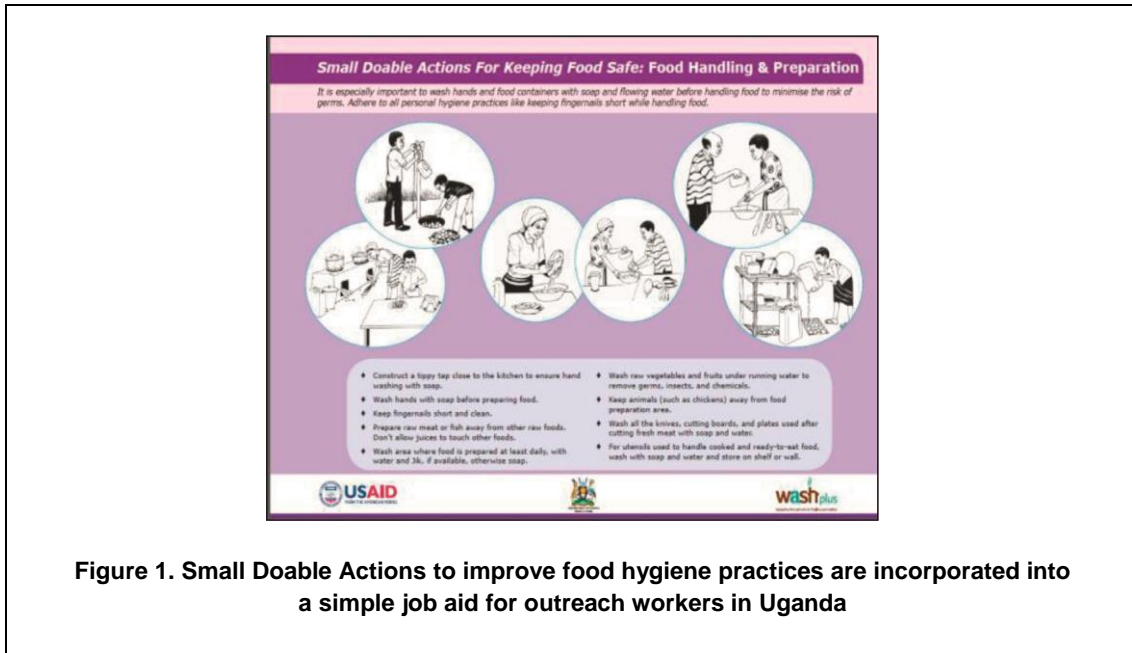 Small Doable Actions For Keeping Food Safe: Food Handling & Preparation
It is especially important to wash hands and food containers with soap and flowing water before handling food to minimise the risk of
germs. Adhere to all personal hygiene practices like keeping fingernails short while handling food.
♦ Construct a tippy tap close to the kitchen to ensure hand
washing with soap.
♦ Wash hands with soap before preparing food.
♦ Keep fingernails short and clean.
♦ Prepare raw meat or fish away from other raw foods.
Don't allow juices to touch other foods.
♦ Wash area where food is prepared at least daily, with
water and Jik, if available, otherwise soap.
♦ Wash raw vegetables and fruits under running water to
remove germs, insects, and chemicals.
♦ Keep animals (such as chickens) away from food
preparation area.
♦ Wash all the knives, cutting boards, and plates used after
cutting fresh meat with soap and water.
♦ For utensils used to handle cooked and ready-to-eat food,
wash with soap and water and store on shelf or wall.
USAID
FROM THE AMERICAN PEOPLE
washplus
Figure 1. Small Doable Actions to improve food hygiene practices are incorporated into
a simple job aid for outreach workers in Uganda